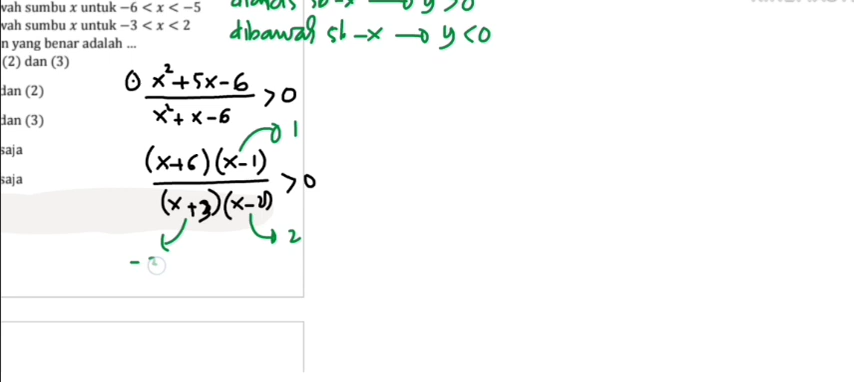 vah sumbu x untuk −6 < x < −5
vah sumbu x untuk −3 < x < 2
n yang benar adalah ...
(2) dan (3)
dan (2)
dan (3)
saja
saja
sb -x → y > 0
dibawah sb -x → y < 0
① x²+5x-6 / x²+x-6 > 0
(x+6)(x-1) / (x+3)(x-2) > 0
1
2
-